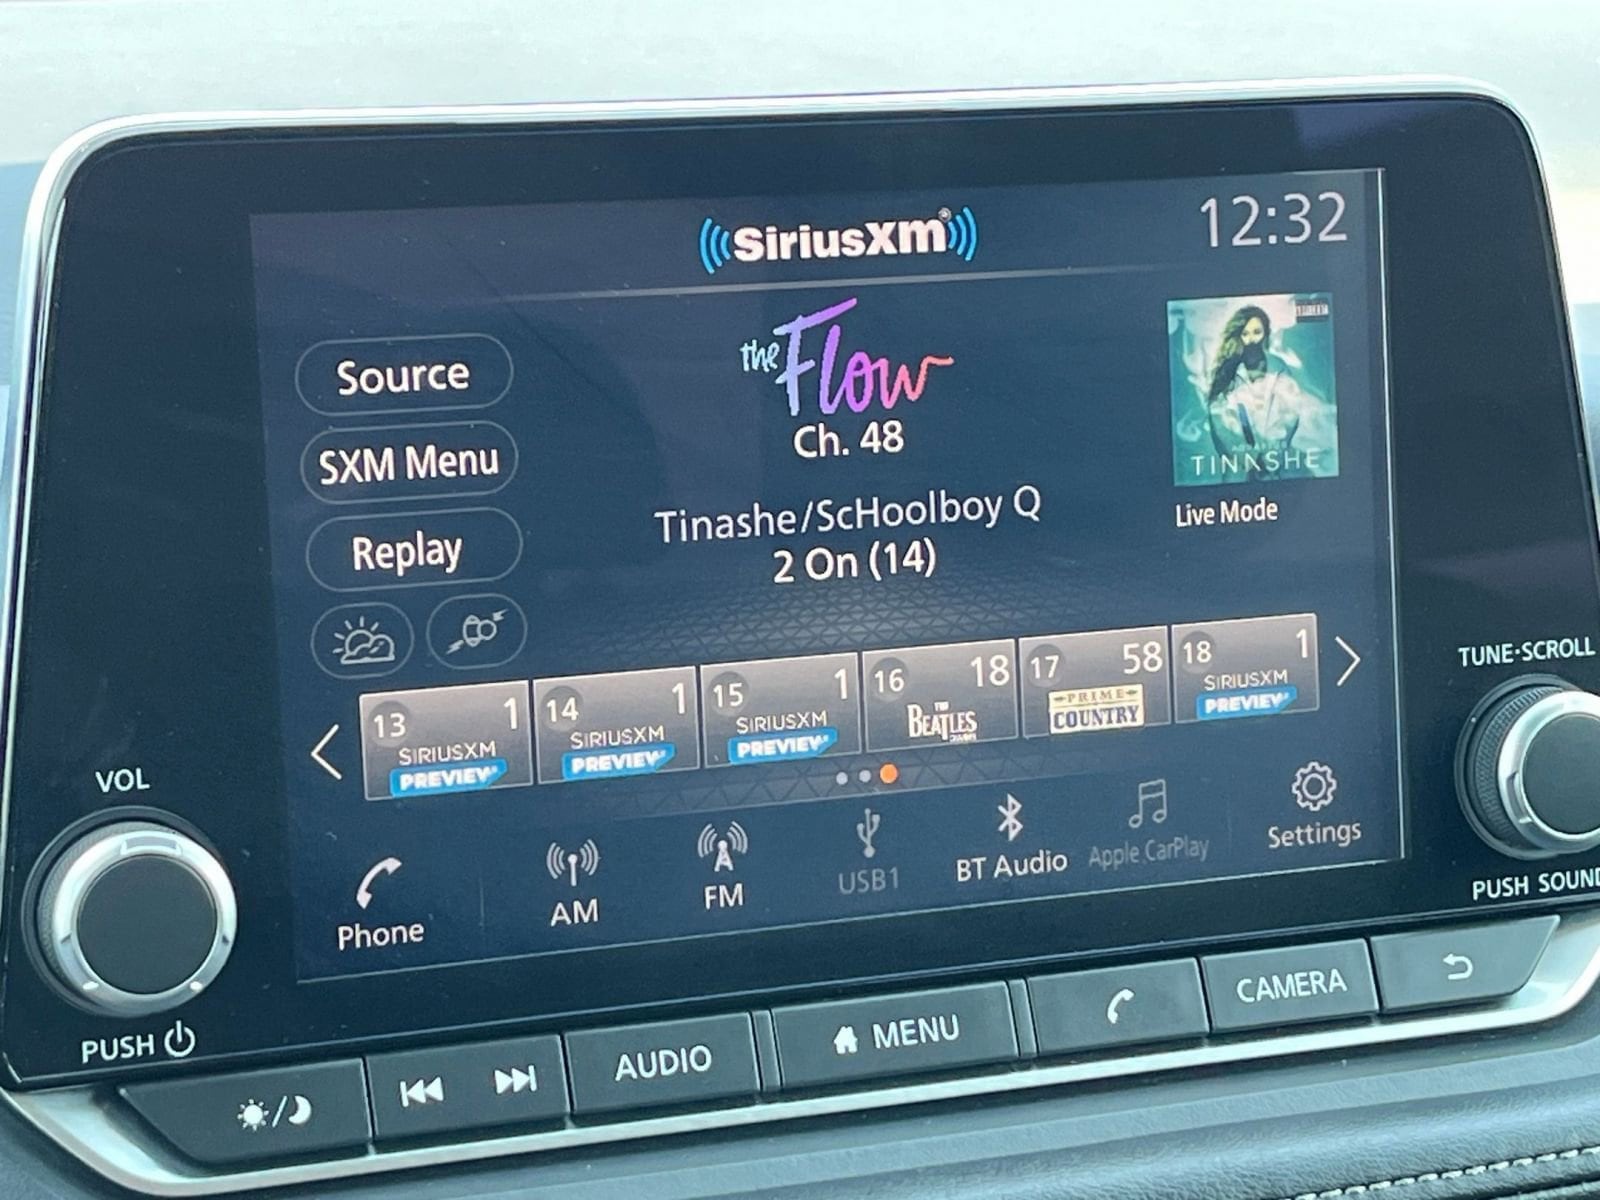 SiriusXM®
12:32
the Flow
Ch. 48
Source
SXM Menu
Replay
Tinashe/ScHoolboy Q
2 On (14)
TINASHE
Live Mode
13 1
SIRIUSXM
PREVIEW
14 1
SIRIUSXM
PREVIEW
15 1
SIRIUSXM
PREVIEW
16 18
THE
BEATLES
17 58
PRIME
COUNTRY
18 1
SIRIUSXM
PREVIEW
Phone
AM
FM
USB1
BT Audio
Apple CarPlay
Settings
VOL
PUSH
TUNE·SCROLL
PUSH SOUND
AUDIO
MENU
CAMERA